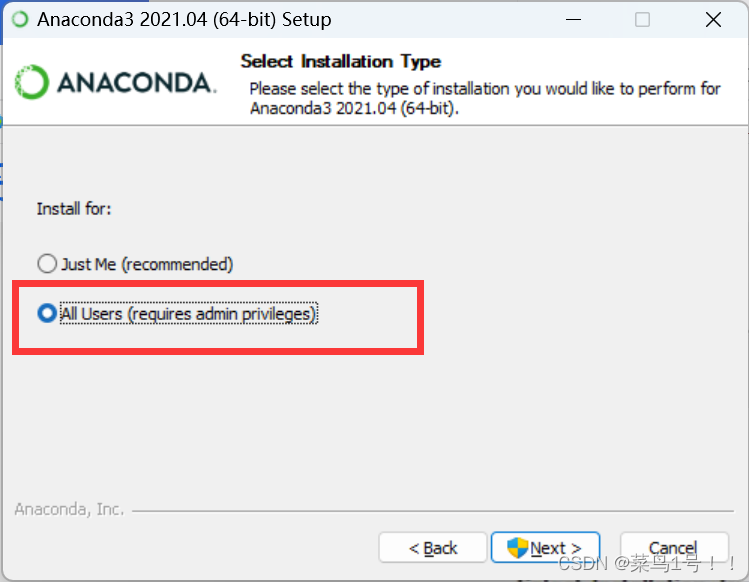 Anaconda3 2021.04 (64-bit) Setup
Select Installation Type
ANACONDA.
Please select the type of installation you would like to perform for
Anaconda3 2021.04 (64-bit).
Install for:
Just Me (recommended)
All Users (requires admin privileges)
Anaconda, Inc.
< Back
Next >
Cancel
CSDN @菜鸟1号！！